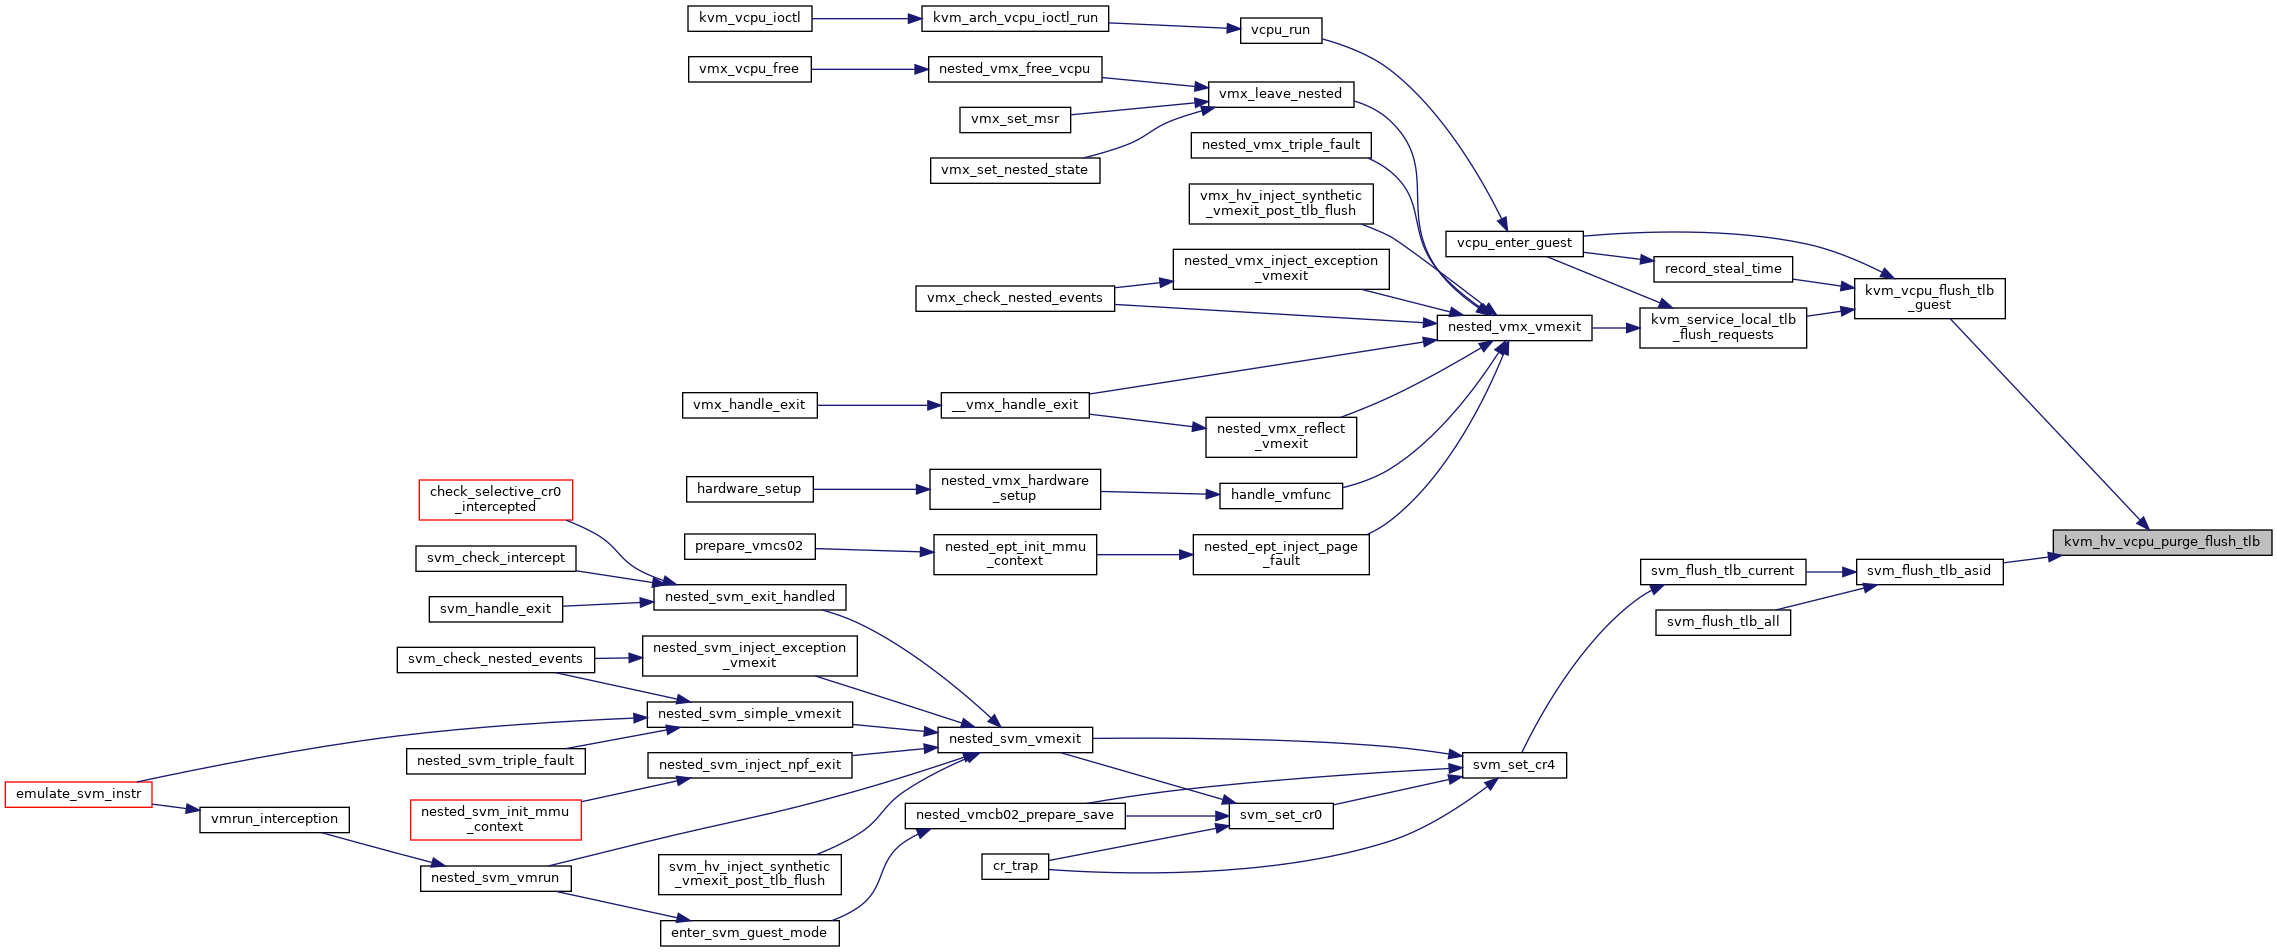 kvm_vcpu_ioctl
kvm_arch_vcpu_ioctl_run
vcpu_run
vmx_vcpu_free
nested_vmx_free_vcpu
vmx_leave_nested
vmx_set_msr
nested_vmx_triple_fault
vmx_set_nested_state
vmx_hv_inject_synthetic
_vmexit_post_tlb_flush
vcpu_enter_guest
nested_vmx_inject_exception
_vmexit
record_steal_time
vmx_check_nested_events
kvm_vcpu_flush_tlb
_guest
nested_vmx_vmexit
kvm_service_local_tlb
_flush_requests
vmx_handle_exit
__vmx_handle_exit
nested_vmx_reflect
_vmexit
hardware_setup
nested_vmx_hardware
_setup
handle_vmfunc
check_selective_cr0
_intercepted
prepare_vmcs02
nested_ept_init_mmu
_context
nested_ept_inject_page
_fault
kvm_hv_vcpu_purge_flush_tlb
svm_check_intercept
svm_flush_tlb_current
svm_flush_tlb_asid
nested_svm_exit_handled
svm_handle_exit
svm_flush_tlb_all
svm_check_nested_events
nested_svm_inject_exception
_vmexit
nested_svm_simple_vmexit
nested_svm_vmexit
nested_svm_triple_fault
nested_svm_inject_npf_exit
svm_set_cr4
emulate_svm_instr
vmrun_interception
nested_svm_init_mmu
_context
nested_vmcb02_prepare_save
svm_set_cr0
nested_svm_vmrun
svm_hv_inject_synthetic
_vmexit_post_tlb_flush
cr_trap
enter_svm_guest_mode